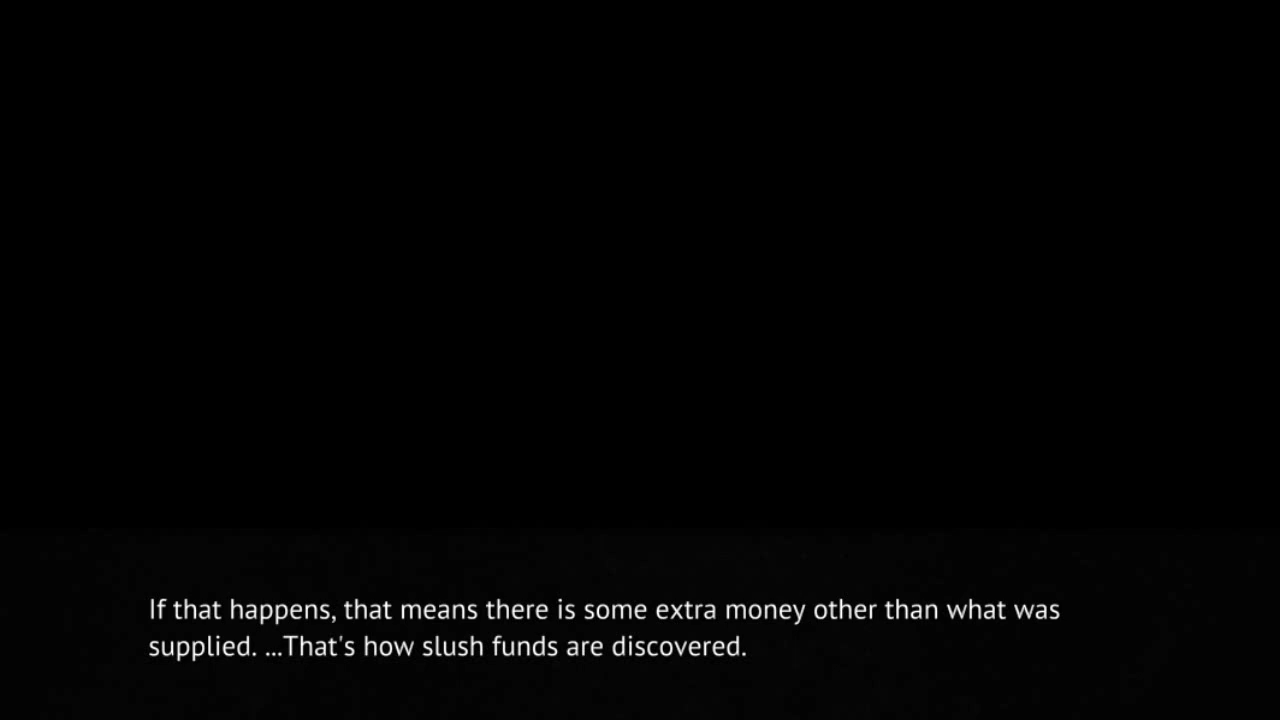 If that happens, that means there is some extra money other than what was
supplied. ...That's how slush funds are discovered.